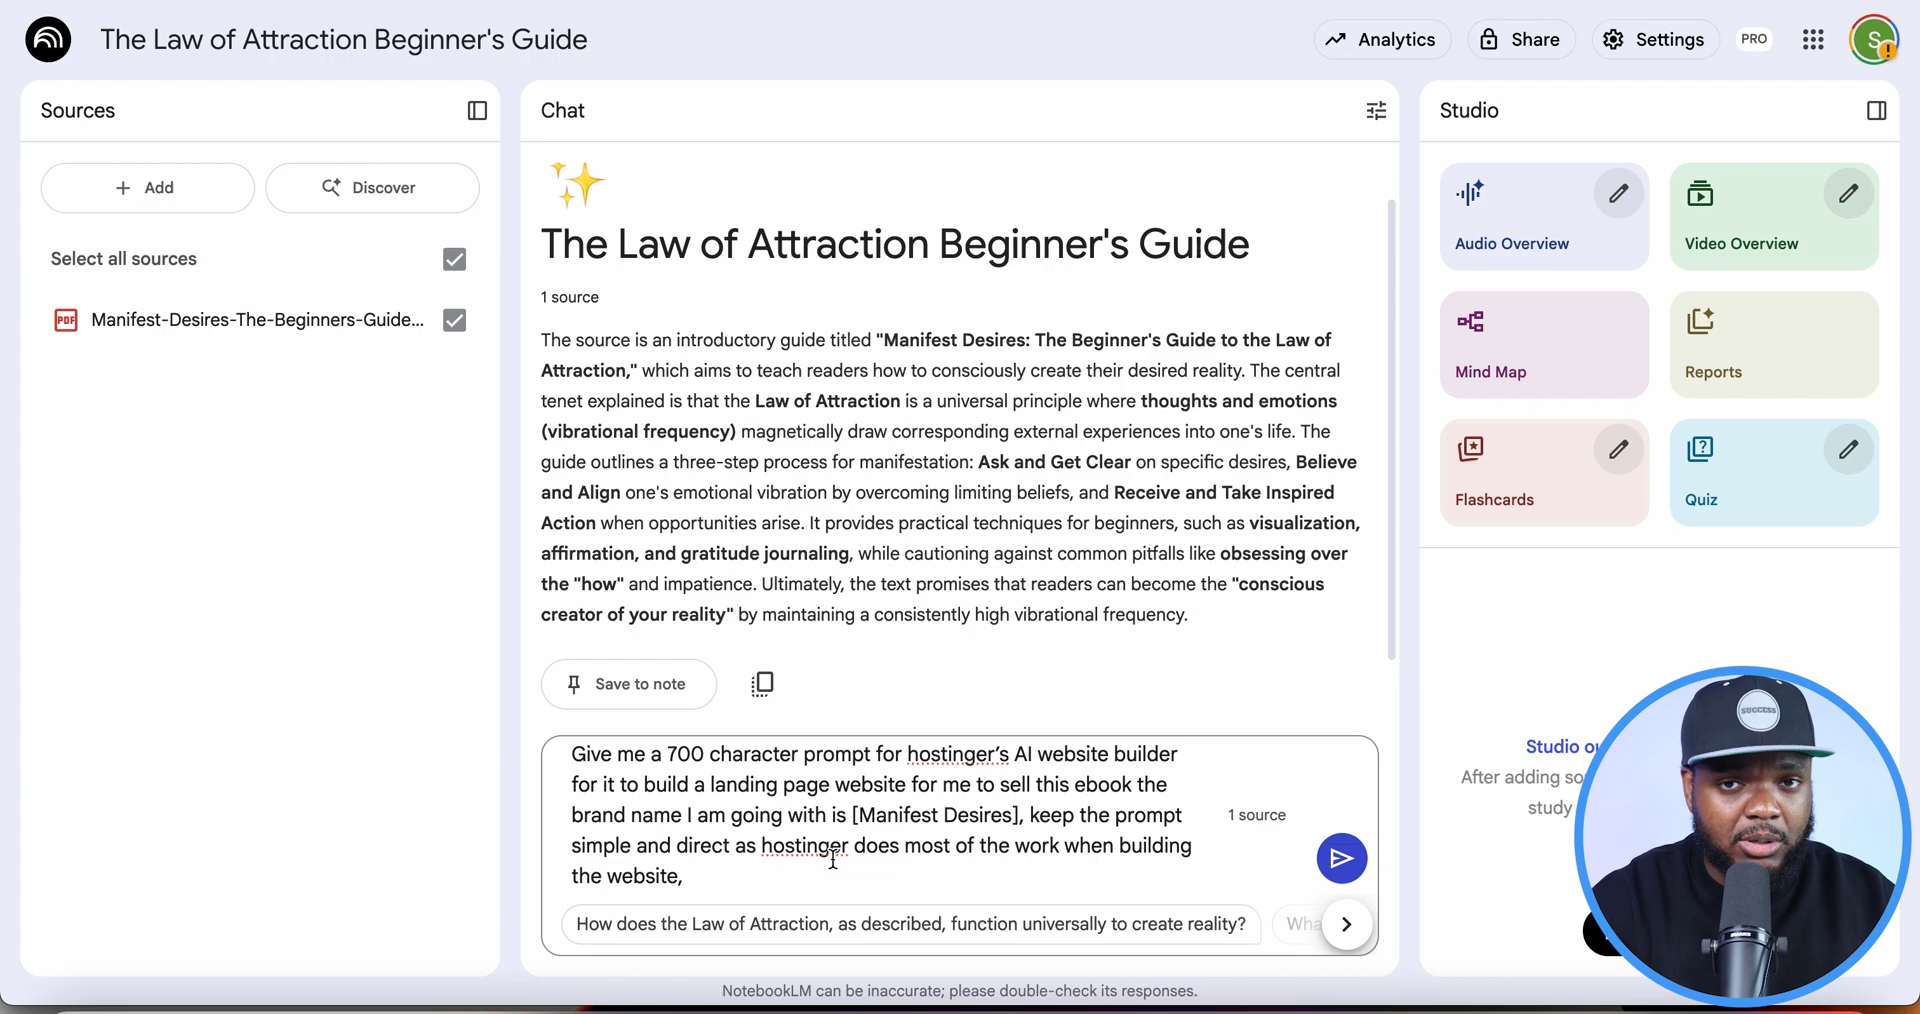 The Law of Attraction Beginner's Guide
Analytics
Share
Settings
PRO
S
Sources
Add
Discover
Select all sources
PDF
Manifest-Desires-The-Beginners-Guide...
Chat
The Law of Attraction Beginner's Guide
1 source
The source is an introductory guide titled "Manifest Desires: The Beginner's Guide to the Law of
Attraction," which aims to teach readers how to consciously create their desired reality. The central
tenet explained is that the Law of Attraction is a universal principle where thoughts and emotions
(vibrational frequency) magnetically draw corresponding external experiences into one's life. The
guide outlines a three-step process for manifestation: Ask and Get Clear on specific desires, Believe
and Align one's emotional vibration by overcoming limiting beliefs, and Receive and Take Inspired
Action when opportunities arise. It provides practical techniques for beginners, such as visualization,
affirmation, and gratitude journaling, while cautioning against common pitfalls like obsessing over
the "how" and impatience. Ultimately, the text promises that readers can become the "conscious
creator of your reality" by maintaining a consistently high vibrational frequency.
Save to note
Give me a 700 character prompt for hostinger’s AI website builder
for it to build a landing page website for me to sell this ebook the
brand name I am going with is [Manifest Desires], keep the prompt
simple and direct as hostinger does most of the work when building
the website,
1 source
How does the Law of Attraction, as described, function universally to create reality?
NotebookLM can be inaccurate; please double-check its responses.
Studio
Audio Overview
Video Overview
Mind Map
Reports
Flashcards
Quiz
Studio
After adding
study
SUCCESS